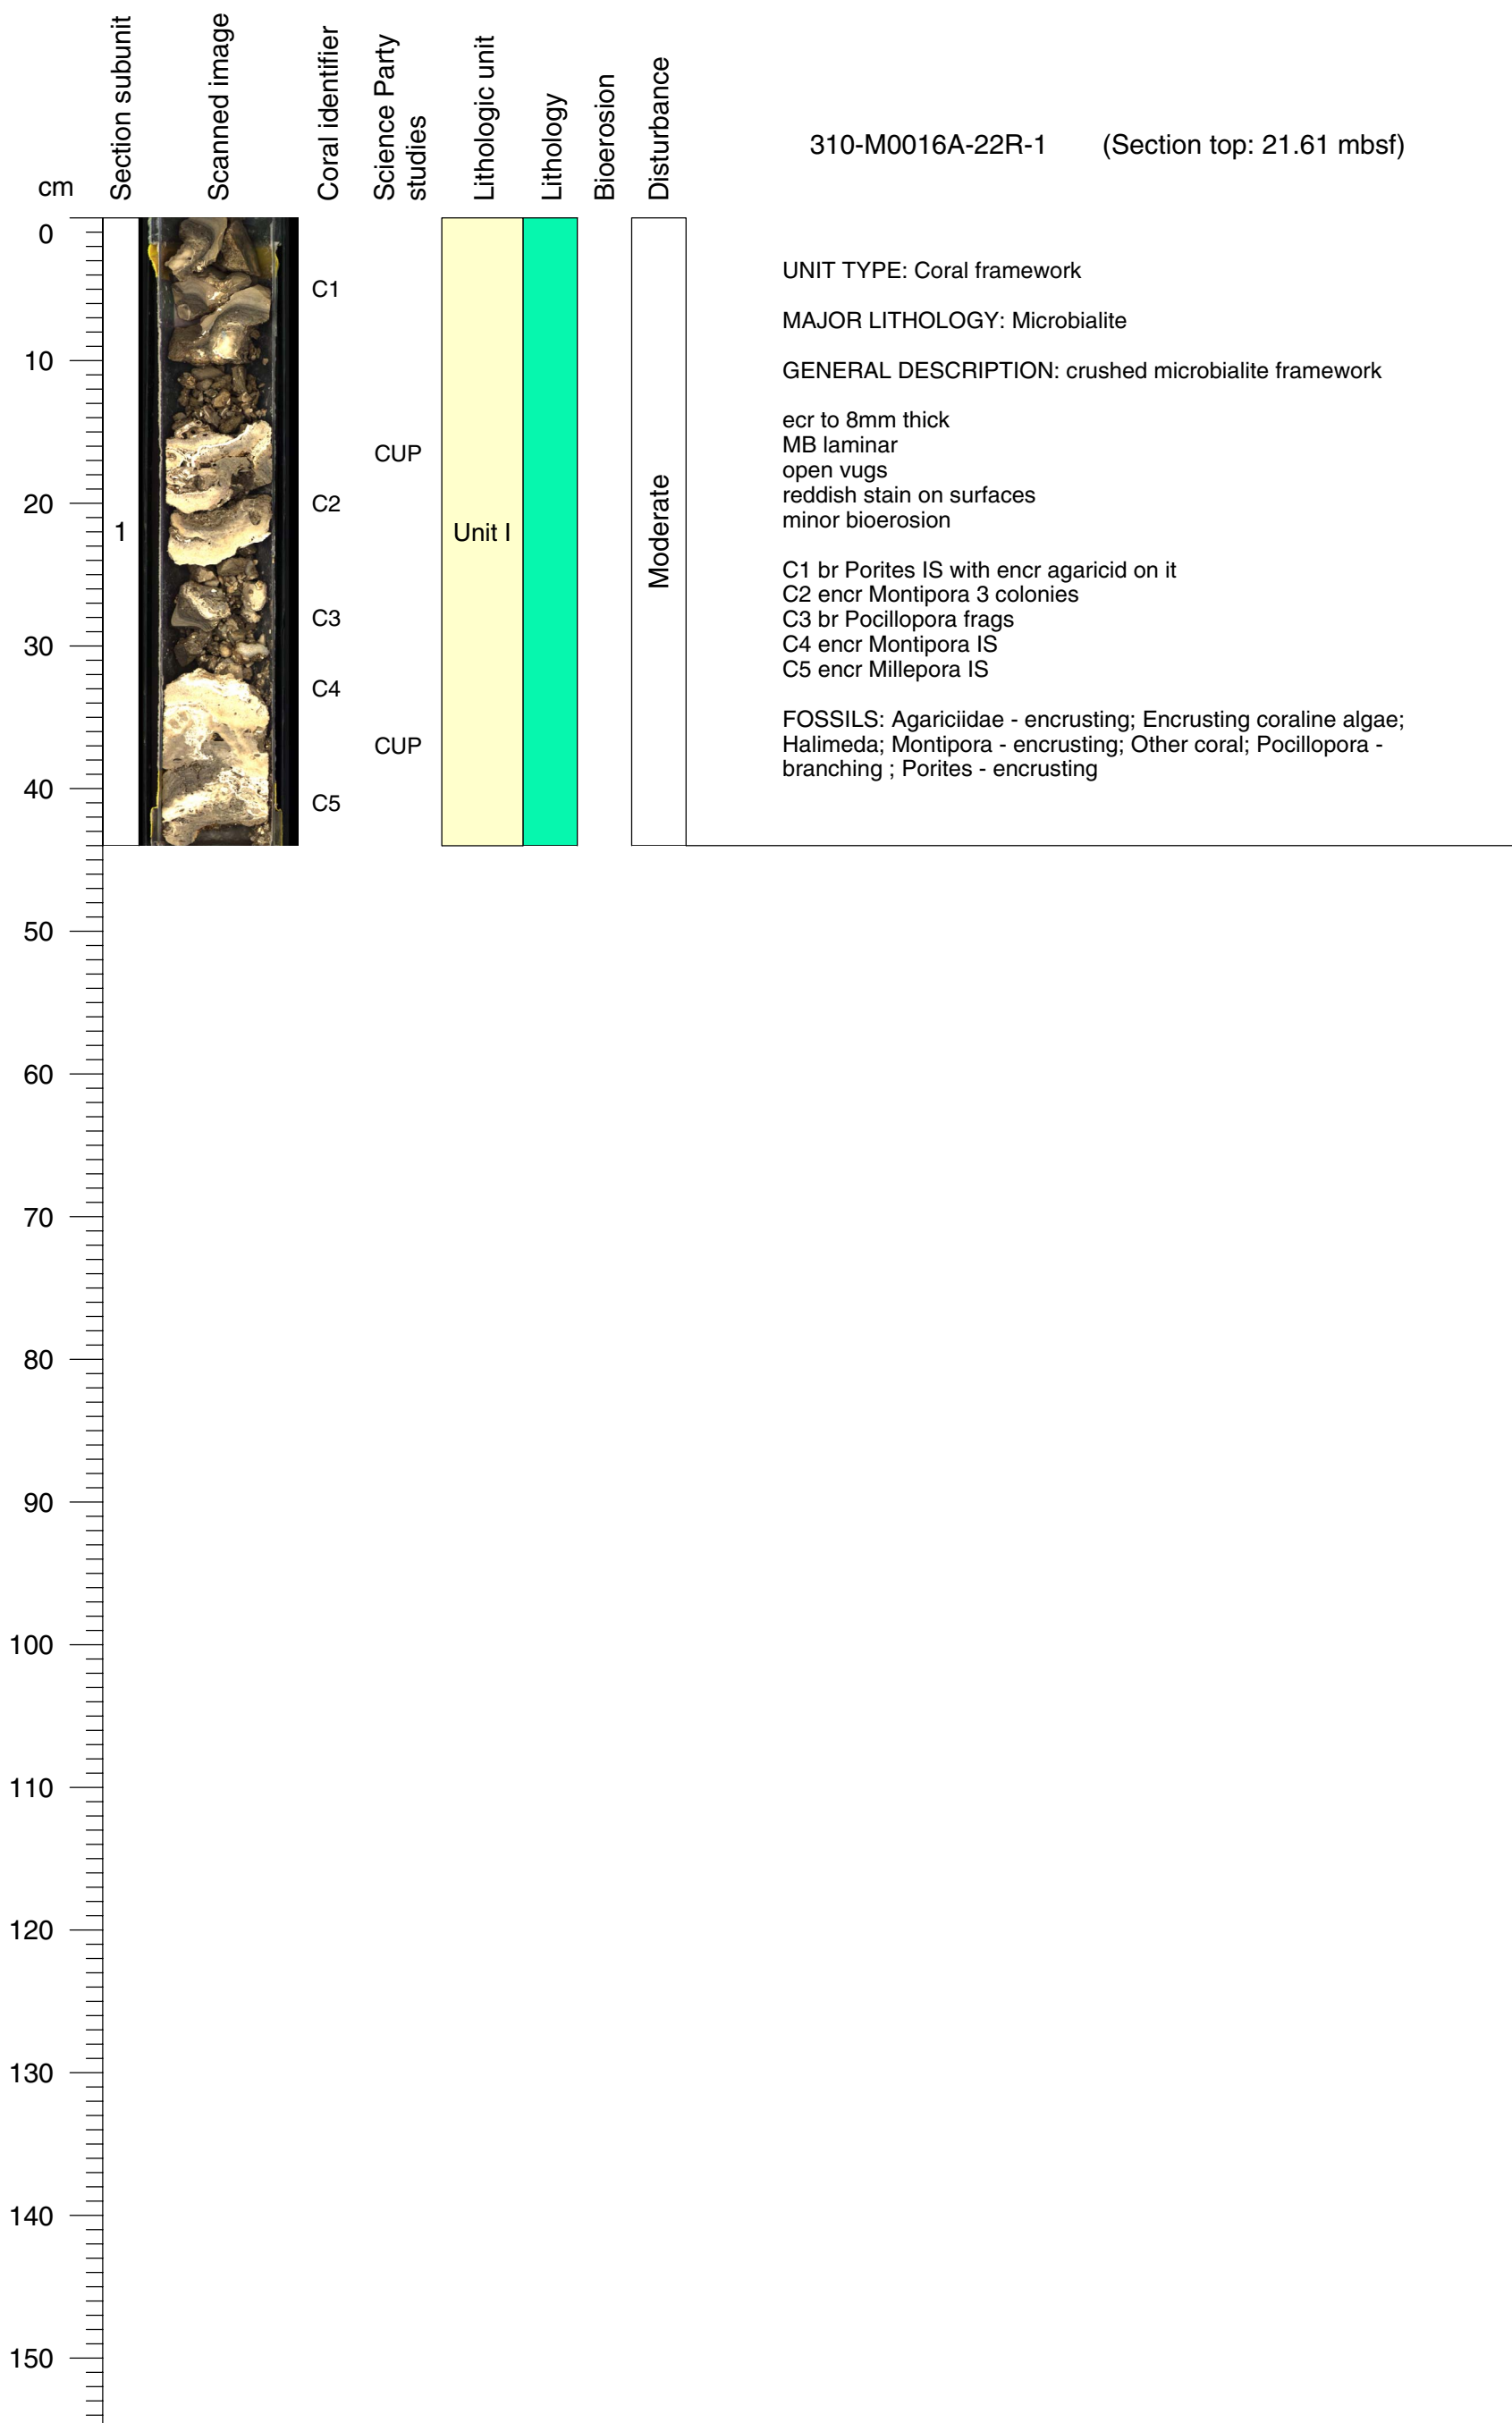 cm
Section subunit
Scanned image
Coral identifier
Science Party
studies
Lithologic unit
Lithology
Bioerosion
Disturbance
310-M0016A-22R-1 (Section top: 21.61 mbsf)
0
10
20
30
40
50
60
70
80
90
100
110
120
130
140
150
1
C1
C2
C3
C4
C5
CUP
CUP
Unit I
Moderate
UNIT TYPE: Coral framework
MAJOR LITHOLOGY: Microbialite
GENERAL DESCRIPTION: crushed microbialite framework
ecr to 8mm thick
MB laminar
open vugs
reddish stain on surfaces
minor bioerosion
C1 br Porites IS with encr agaricid on it
C2 encr Montipora 3 colonies
C3 br Pocillopora frags
C4 encr Montipora IS
C5 encr Millepora IS
FOSSILS: Agariciidae - encrusting; Encrusting coraline algae;
Halimeda; Montipora - encrusting; Other coral; Pocillopora -
branching ; Porites - encrusting